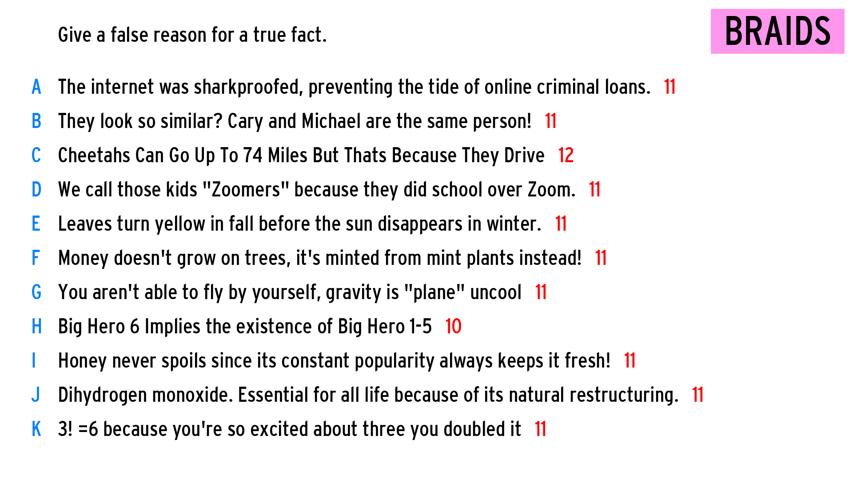 Give a false reason for a true fact.
BRAIDS
A The internet was sharkproofed, preventing the tide of online criminal loans. 11
B They look so similar? Cary and Michael are the same person! 11
C Cheetahs Can Go Up To 74 Miles But Thats Because They Drive 12
D We call those kids "Zoomers" because they did school over Zoom. 11
E Leaves turn yellow in fall before the sun disappears in winter. 11
F Money doesn't grow on trees, it's minted from mint plants instead! 11
G You aren't able to fly by yourself, gravity is "plane" uncool 11
H Big Hero 6 Implies the existence of Big Hero 1-5 10
I Honey never spoils since its constant popularity always keeps it fresh! 11
J Dihydrogen monoxide. Essential for all life because of its natural restructuring. 11
K 3! =6 because you're so excited about three you doubled it 11